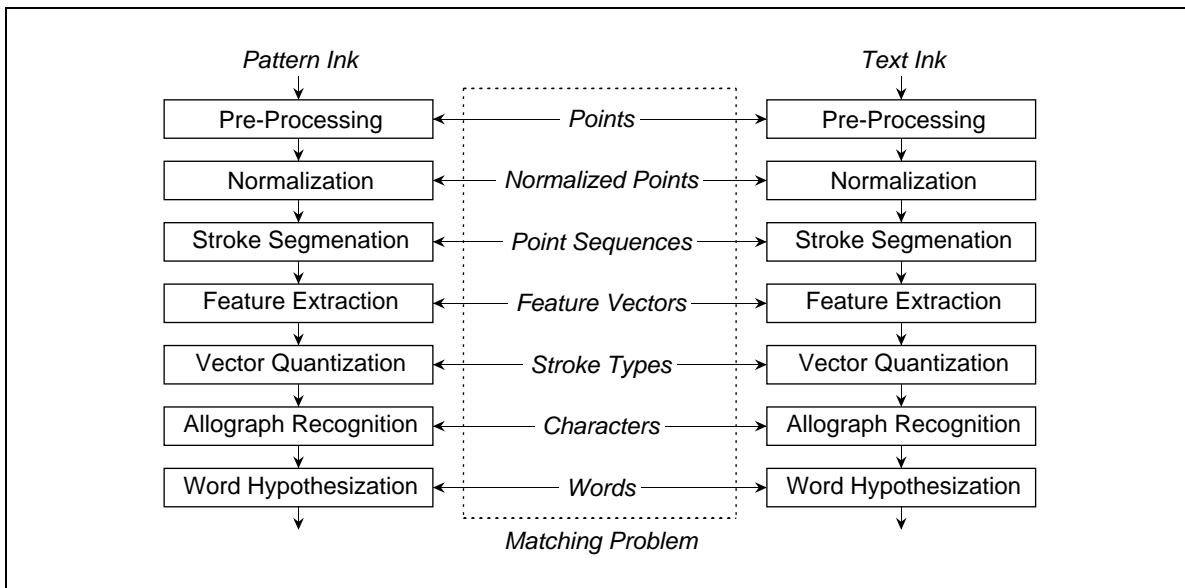 Pattern Ink Text Ink
Pre-Processing Points Pre-Processing
Normalization Normalized Points Normalization
Stroke Segmenation Point Sequences Stroke Segmenation
Feature Extraction Feature Vectors Feature Extraction
Vector Quantization Stroke Types Vector Quantization
Allograph Recognition Characters Allograph Recognition
Word Hypothesization Words Word Hypothesization
Matching Problem